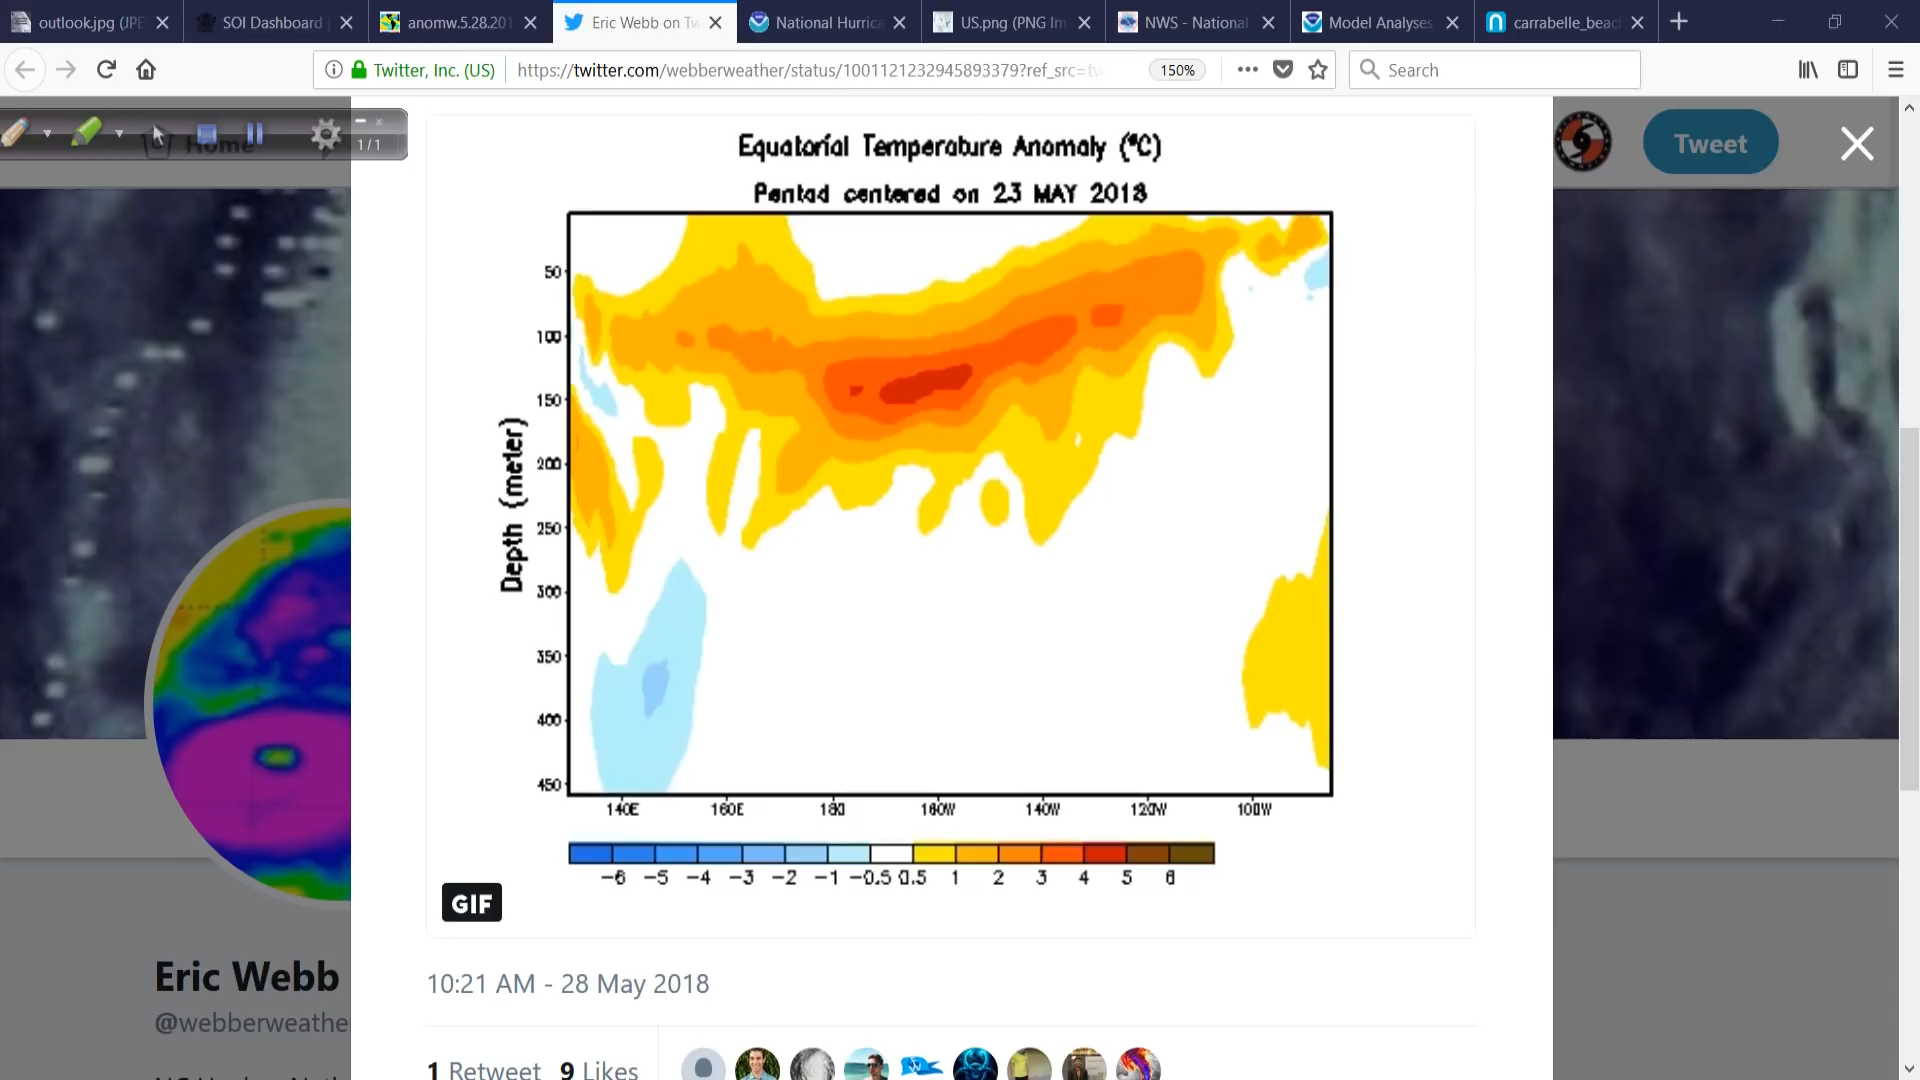 outlook.jpg (JPE
SOI Dashboard
anomw.5.28.201
Eric Webb on Tw
National Hurrica
US.png (PNG Im
NWS - National
Model Analyses
carrabelle_beac
Twitter, Inc. (US)
https://twitter.com/webberweather/status/1001121232945893379?ref_src=tw
150%
Search
1/1
Home
Tweet
Equatorial Temperature Anomaly (°C)
Pentad centered on 23 MAY 2018
Depth (meter)
50
100
150
200
250
300
350
400
450
140E 160E 180 160W 140W 120W 100W
-6 -5 -4 -3 -2 -1 -0.5 0.5 1 2 3 4 5 6
GIF
10:21 AM - 28 May 2018
Eric Webb
@webberweathe
1 Retweet 9 Likes